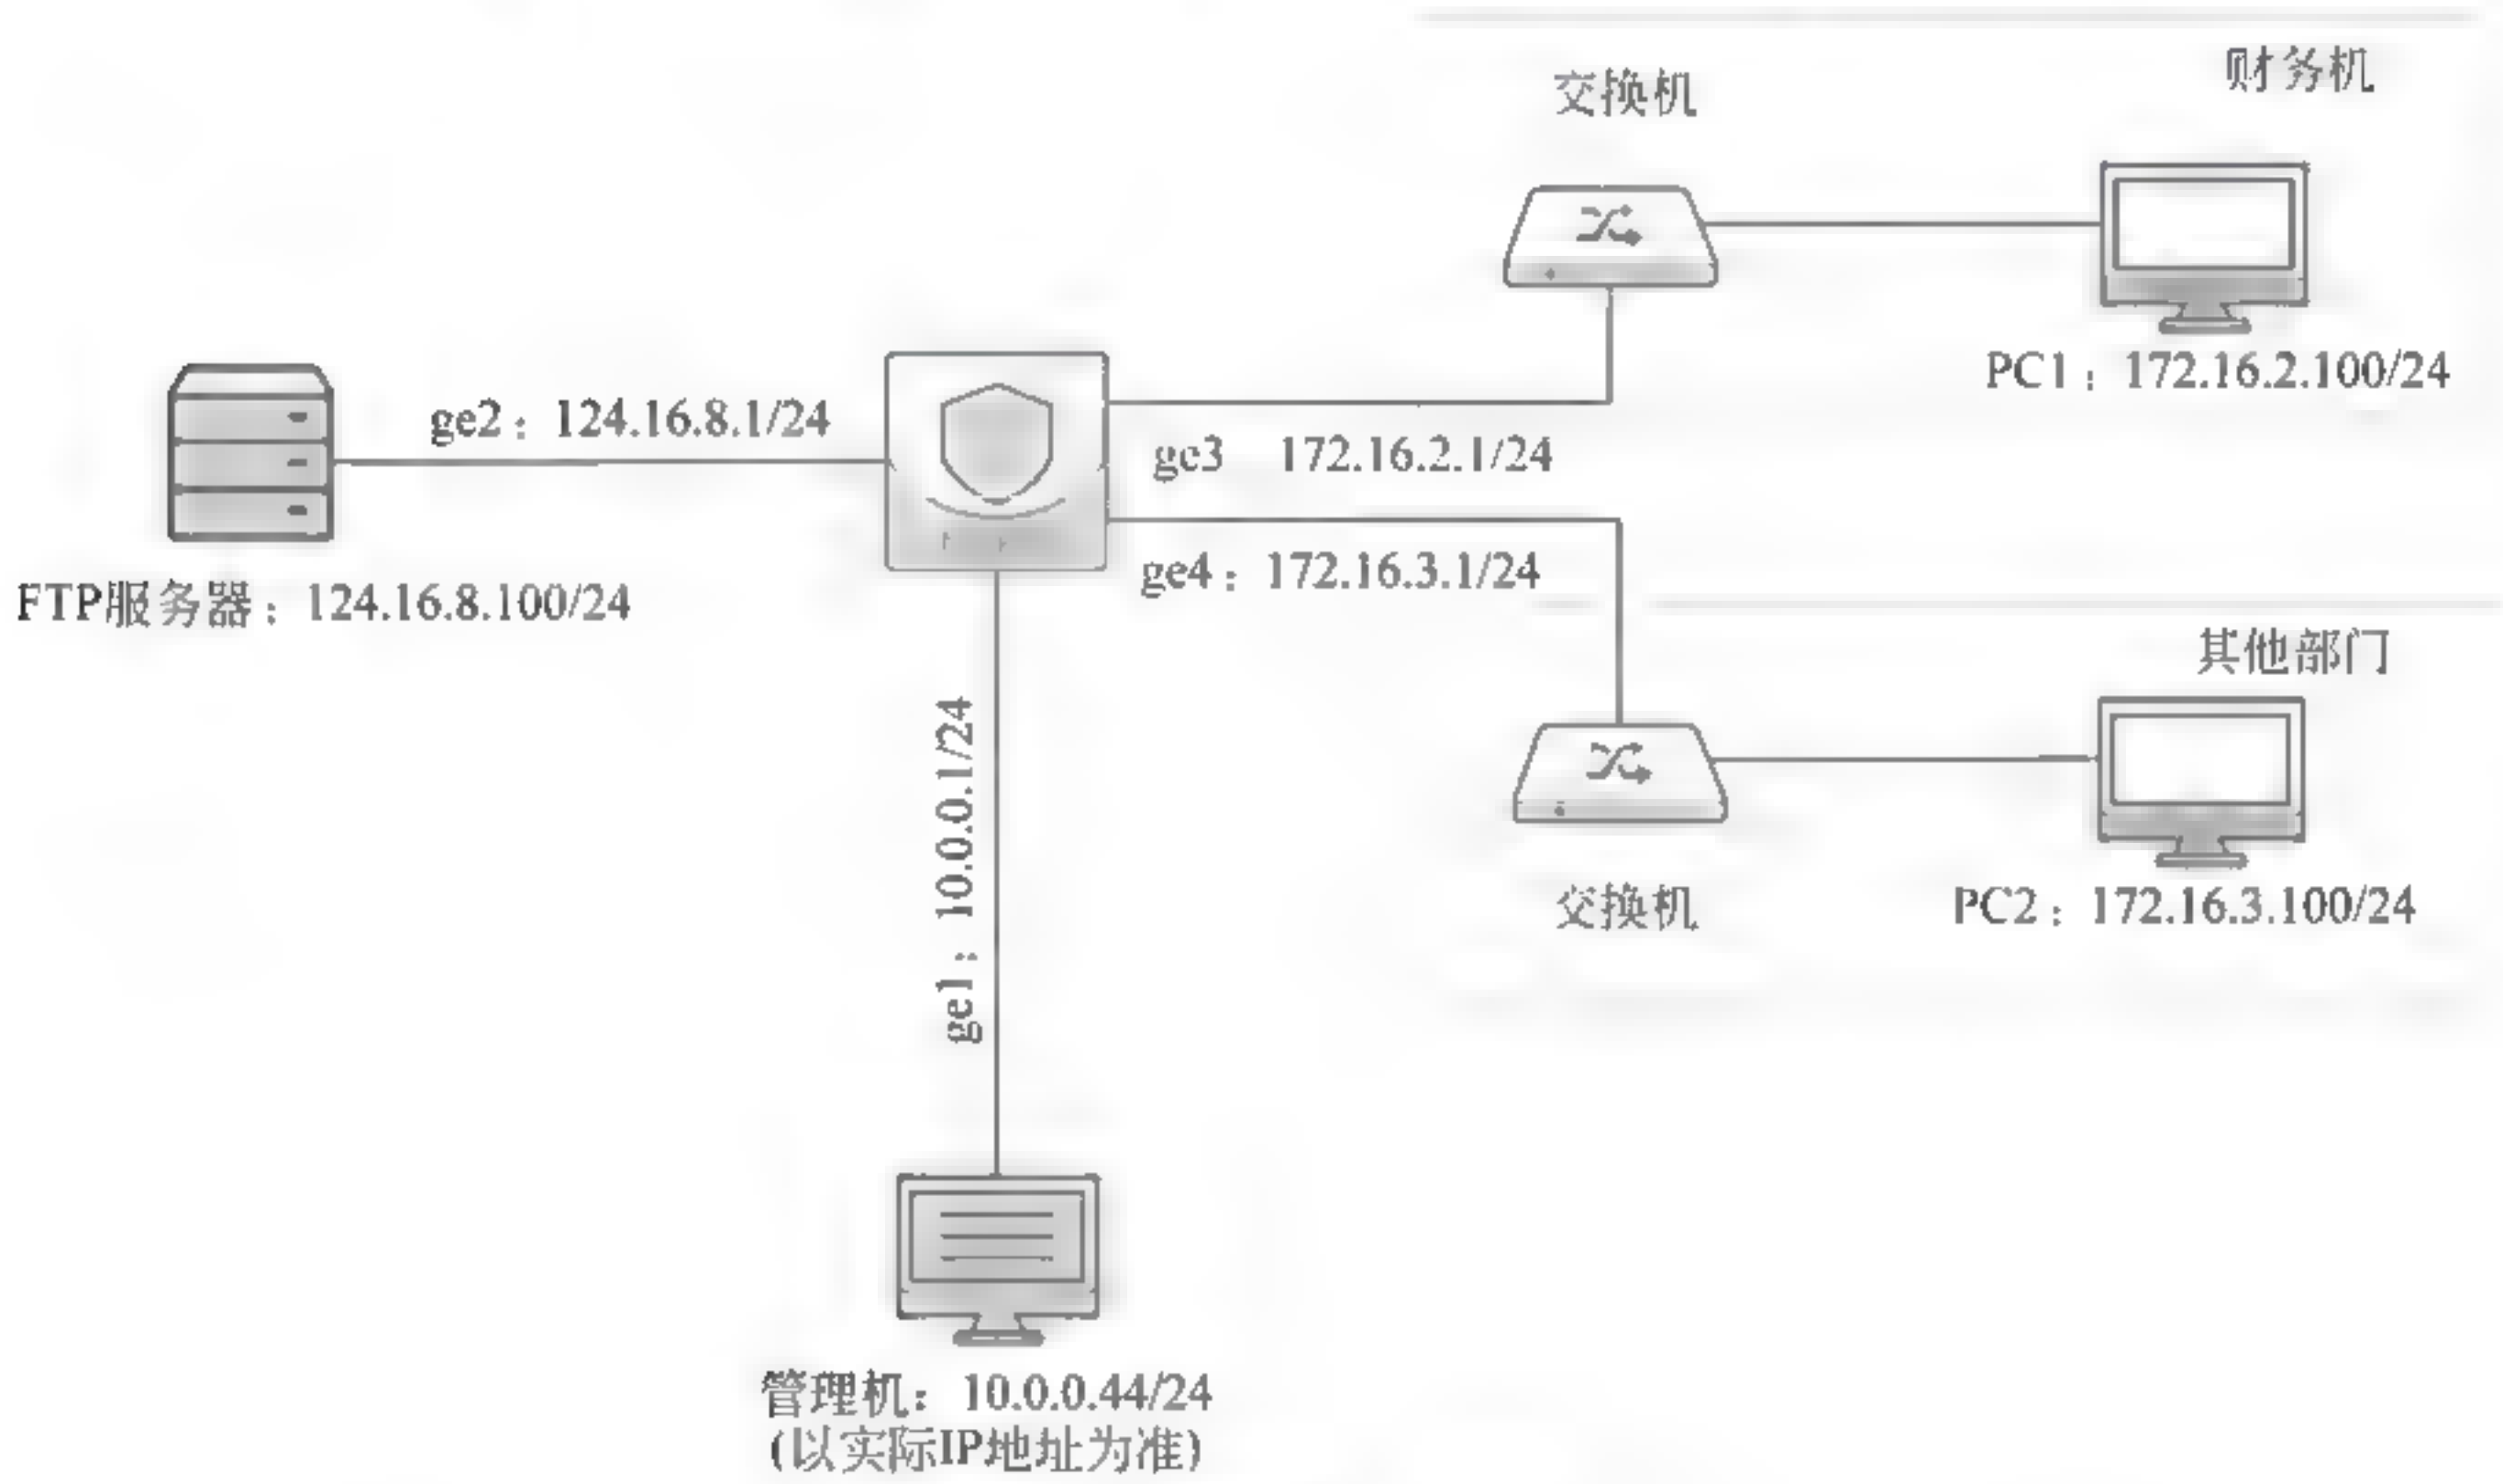 交换机
财务机
PC1：172.16.2.100/24
ge2：124.16.8.1/24
ge3 172.16.2.1/24
ge4：172.16.3.1/24
FTP服务器：124.16.8.100/24
其他部门
ge1：10.0.0.1/24
交换机
PC2：172.16.3.100/24
管理机：10.0.0.44/24
(以实际IP地址为准)